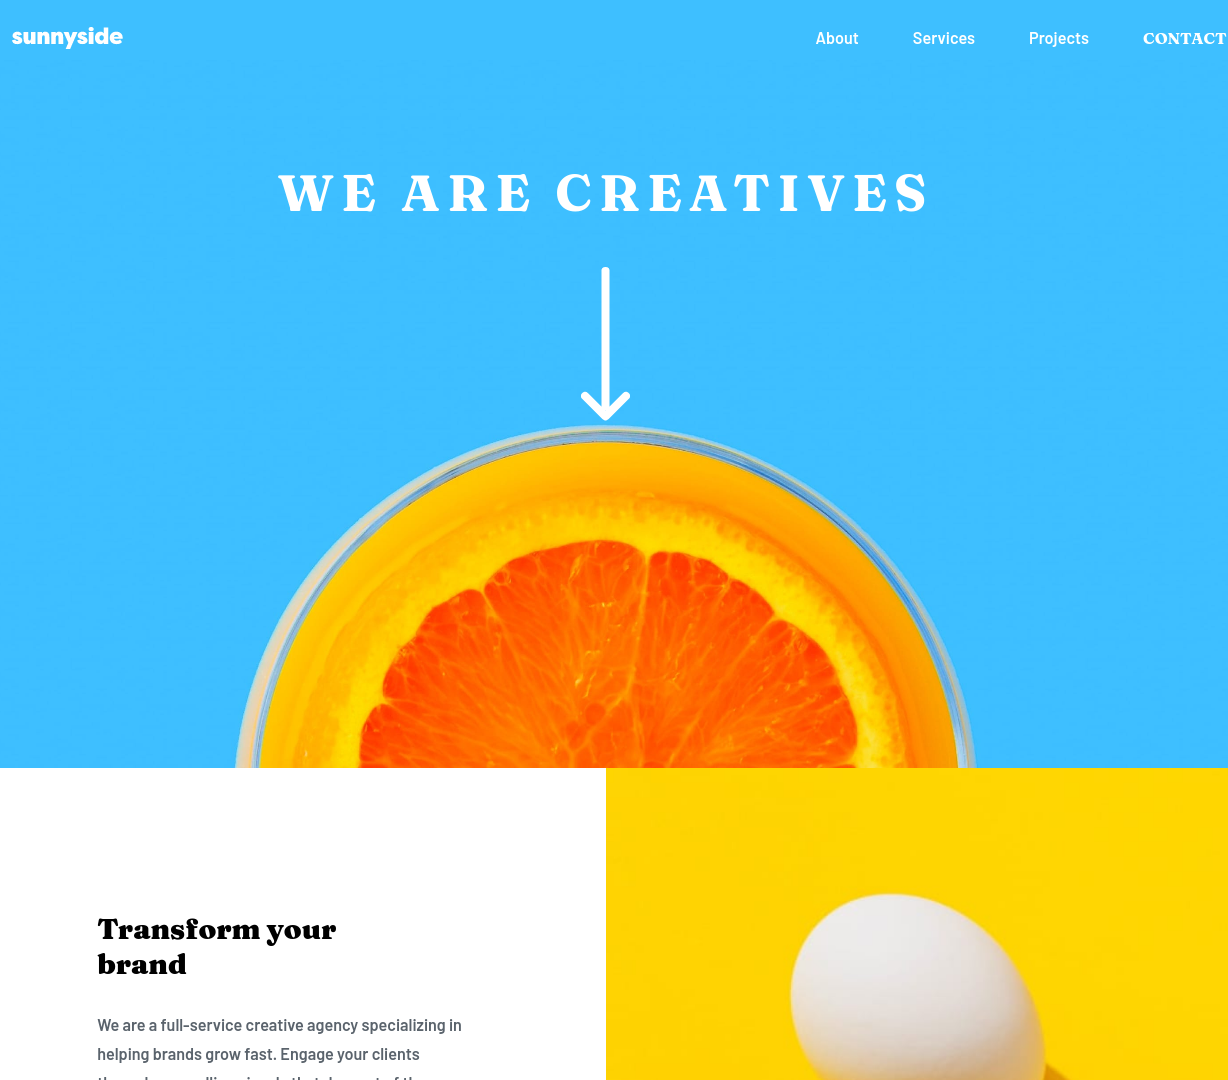 sunnyside
About Services Projects CONTACT
WE ARE CREATIVES
Transform your
brand
We are a full-service creative agency specializing in
helping brands grow fast. Engage your clients